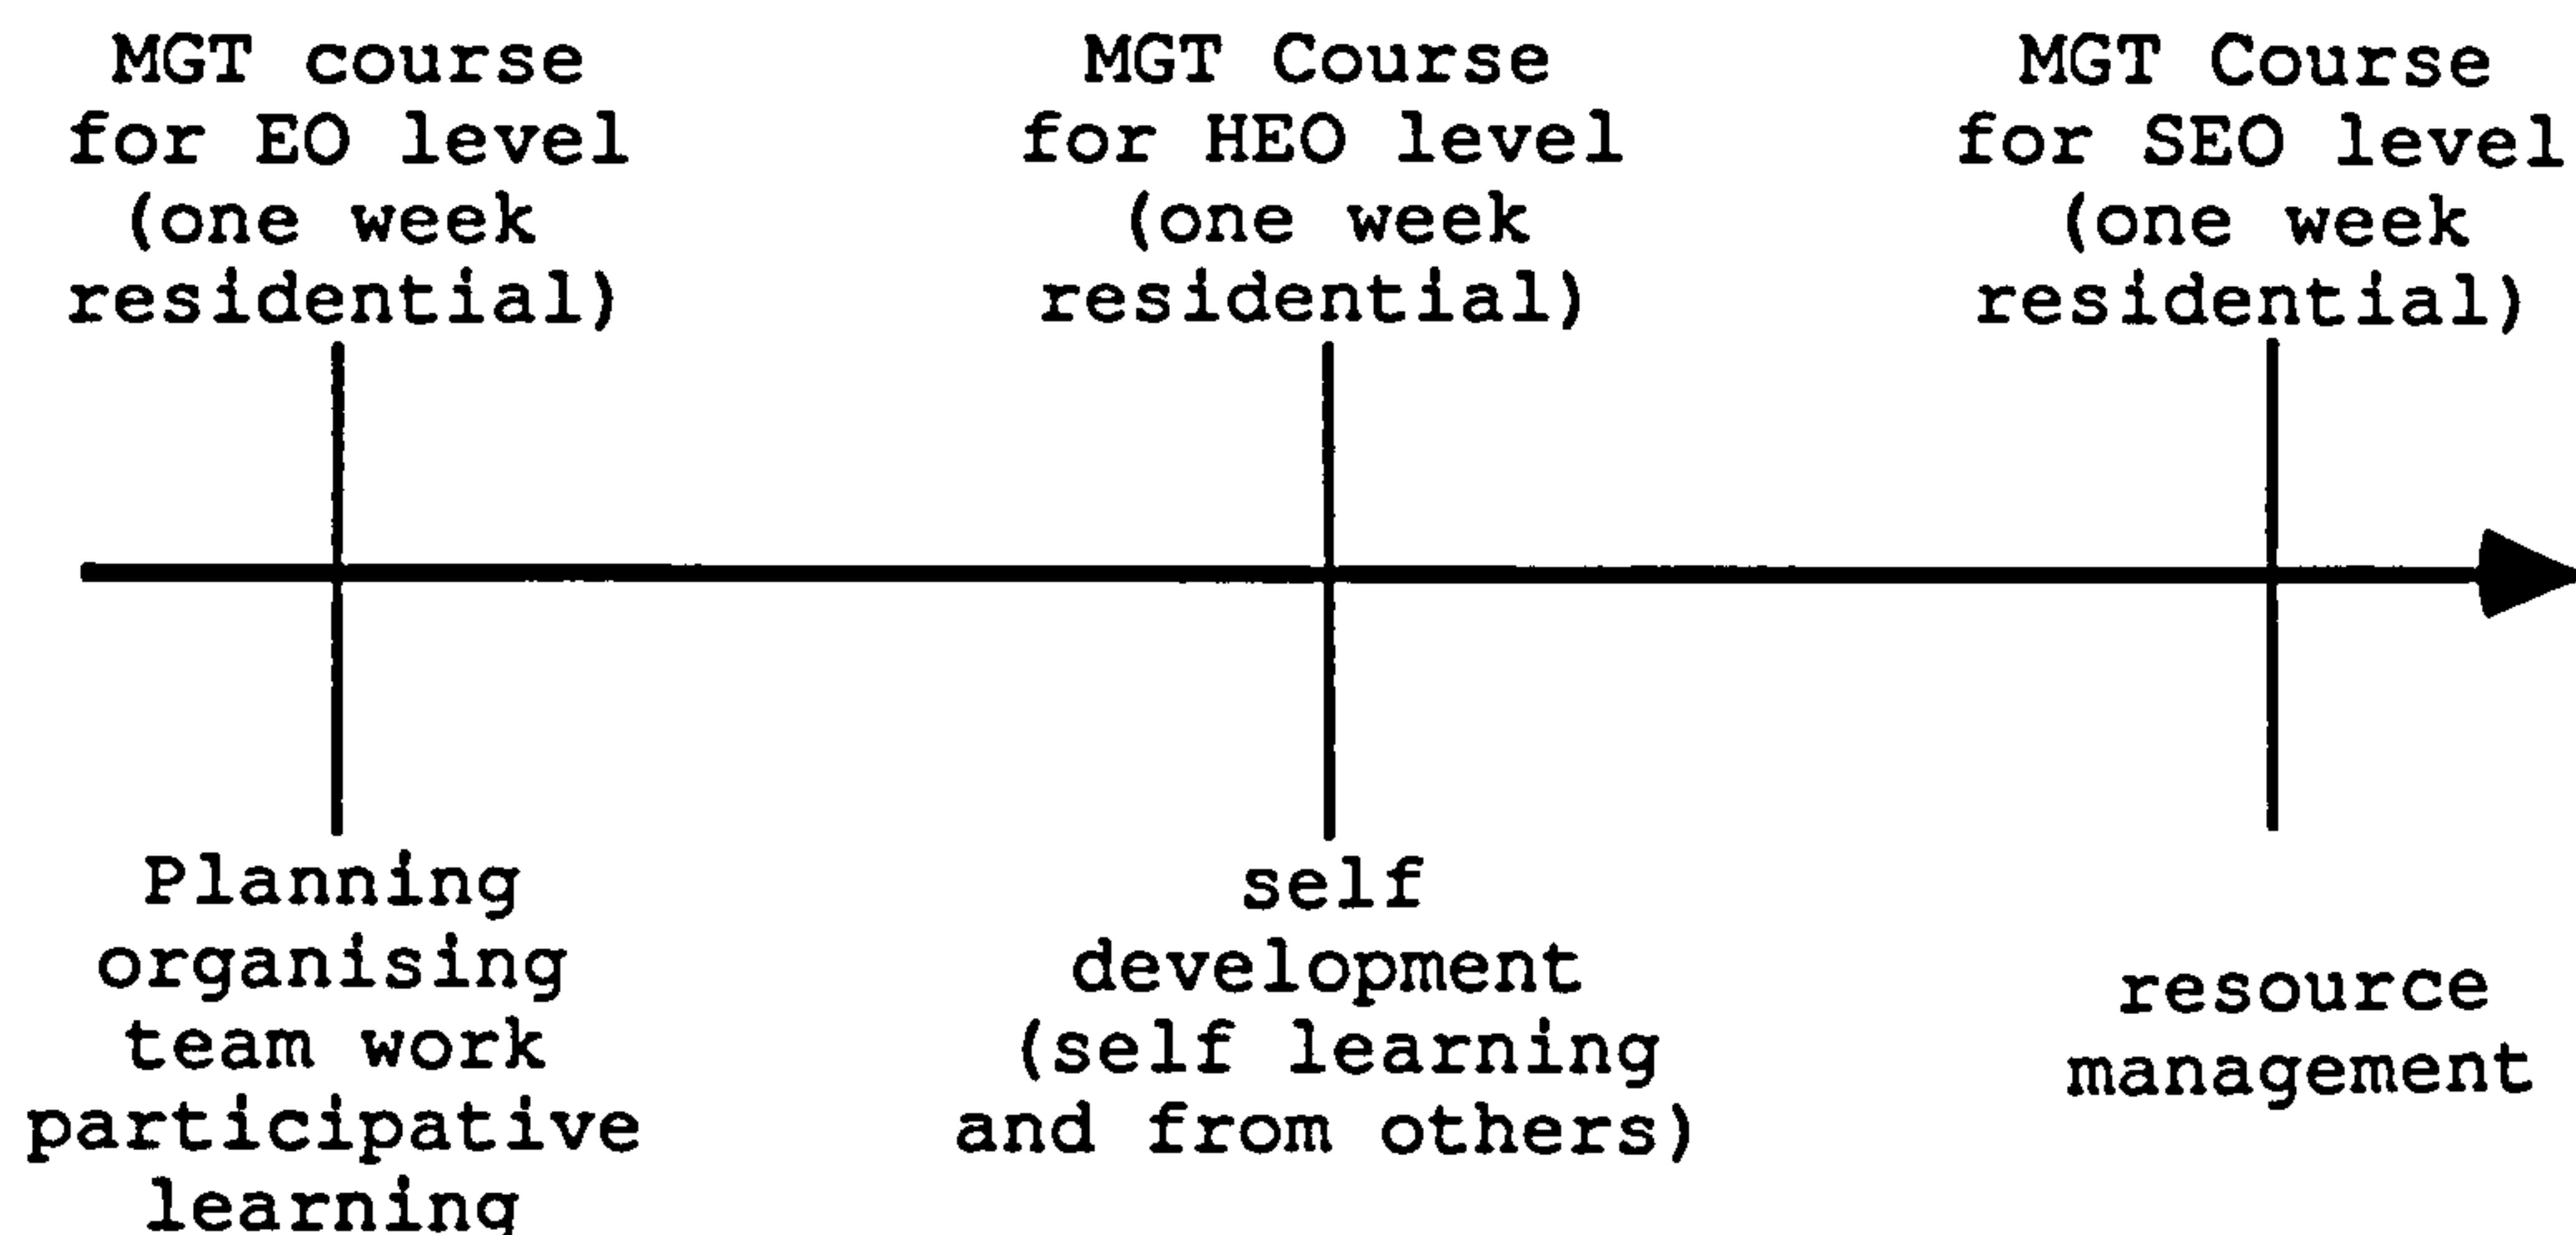 MGT course
for EO level
(one week
residential)
MGT Course
for HEO level
(one week
residential)
MGT Course
for SEO level
(one week
residential)
Planning
organising
team work
participative
learning
self
development
(self learning
and from others)
resource
management